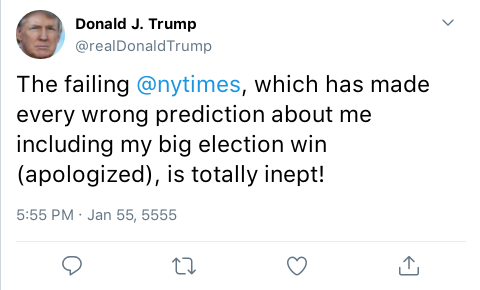 Donald J. Trump
@realDonaldTrump
The failing @nytimes, which has made
every wrong prediction about me
including my big election win
(apologized), is totally inept!
5:55 PM · Jan 55, 5555